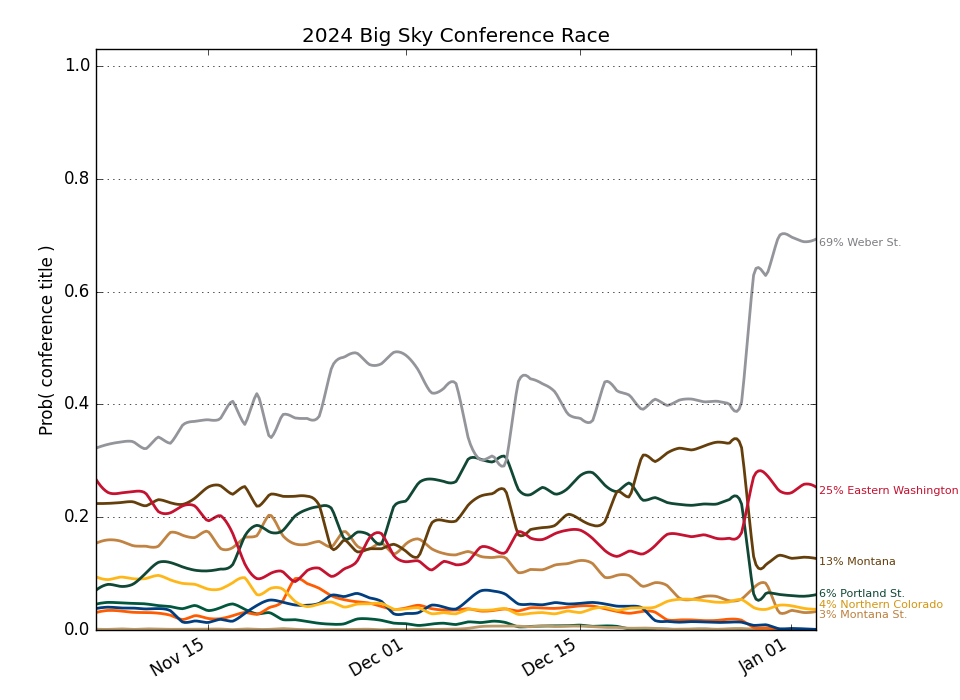 2024 Big Sky Conference Race
Prob( conference title )
1.0
0.8
0.6
0.4
0.2
0.0
69% Weber St.
25% Eastern Washington
13% Montana
6% Portland St.
4% Northern Colorado
3% Montana St.
Nov 15
Dec 01
Dec 15
Jan 01